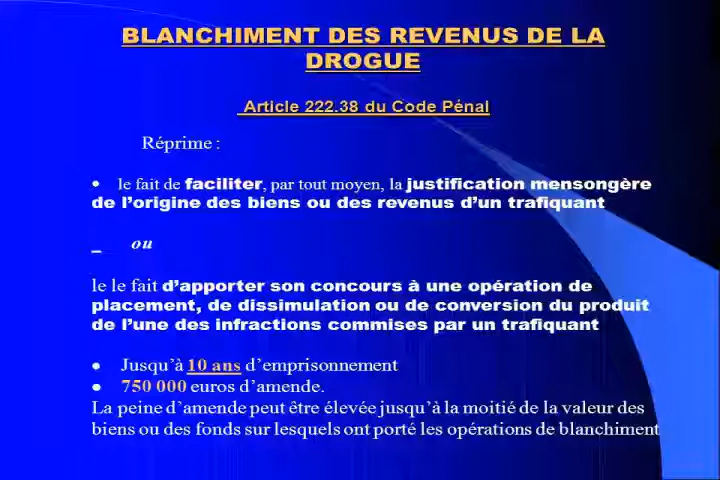 BLANCHIMENT DES REVENUS DE LA
DROGUE
Article 222.38 du Code Pénal
Réprime :
• le fait de faciliter, par tout moyen, la justification mensongère
de l'origine des biens ou des revenus d'un trafiquant
_ ou
le le fait d'apporter son concours à une opération de
placement, de dissimulation ou de conversion du produit
de l'une des infractions commises par un trafiquant
• Jusqu'à 10 ans d'emprisonnement
• 750 000 euros d'amende.
La peine d'amende peut être élevée jusqu'à la moitié de la valeur des
biens ou des fonds sur lesquels ont porté les opérations de blanchiment